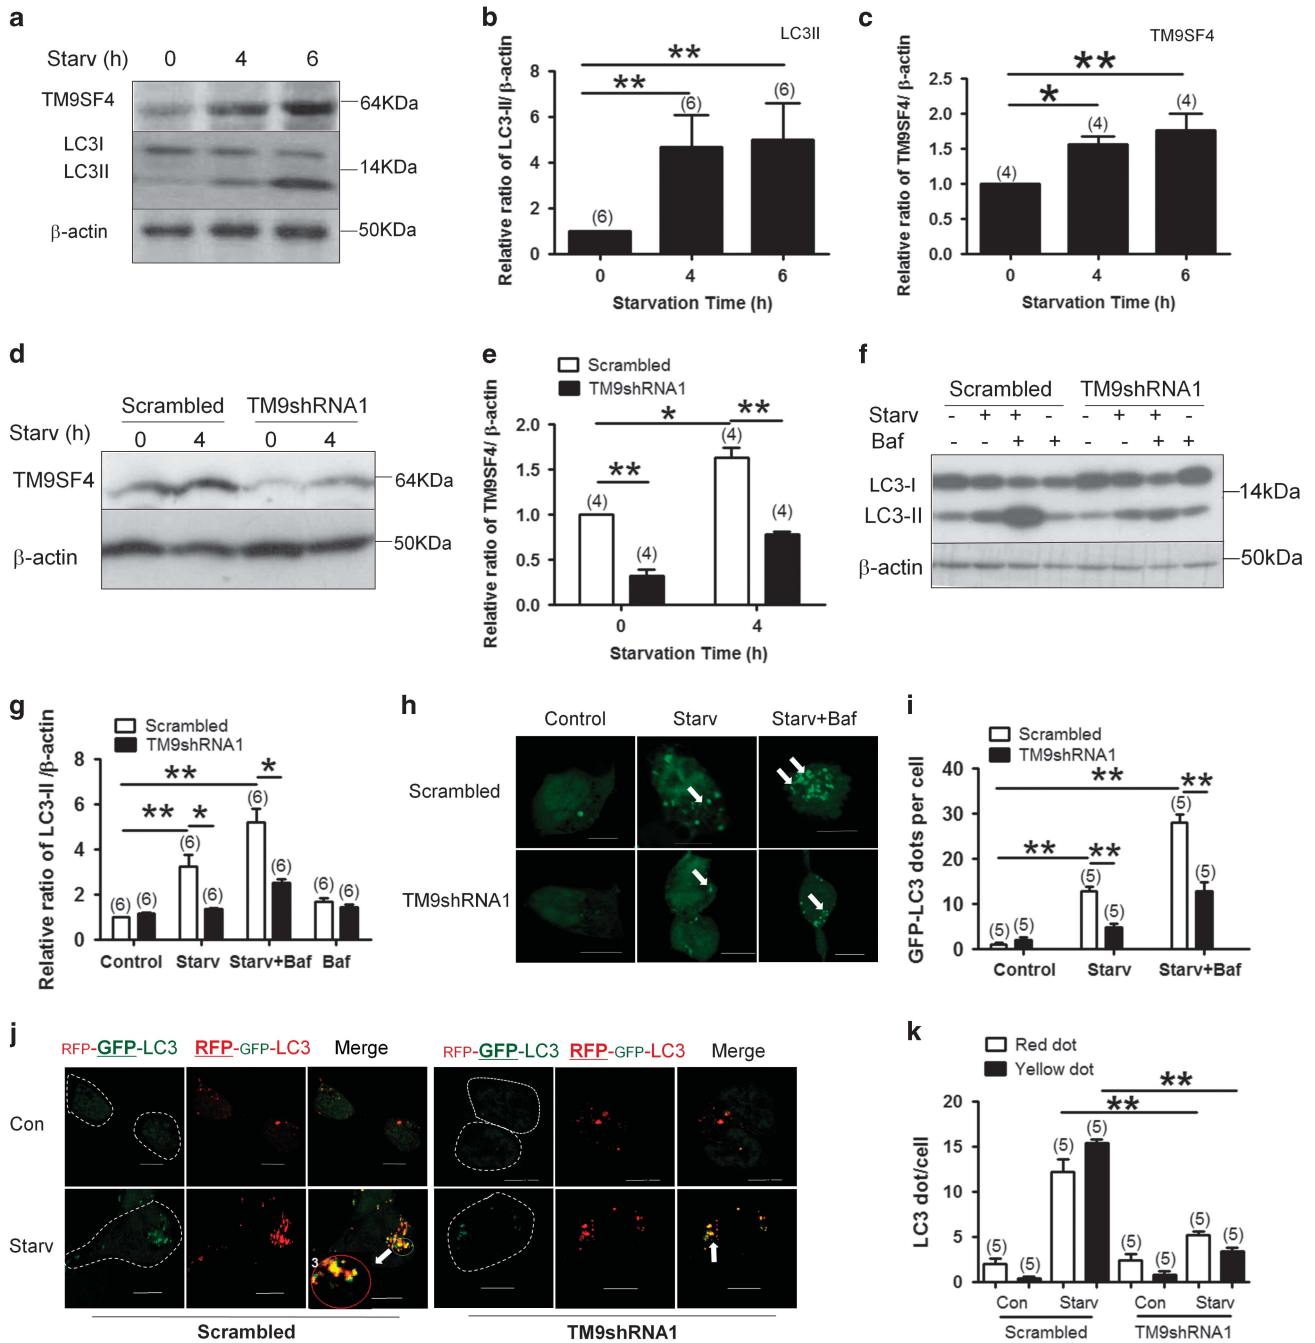 a
Starv (h) 0 4 6
TM9SF4
64KDa
LC3I
LC3II
14KDa
β-actin
50KDa
b
LC3II
Relative ratio of LC3-II/ β-actin
8
6
4
2
0
**
**
(6)
(6)
(6)
0 4 6
Starvation Time (h)
c
TM9SF4
Relative ratio of TM9SF4/ β-actin
2.5
2.0
1.5
1.0
0.5
0.0
**
*
(4)
(4)
(4)
0 4 6
Starvation Time (h)
d
Scrambled TM9shRNA1
Starv (h) 0 4 0 4
TM9SF4
64KDa
β-actin
50KDa
e
Scrambled
TM9shRNA1
Relative ratio of TM9SF4/ β-actin
2.0
1.5
1.0
0.5
0.0
* **
**
(4)
(4)
(4)
(4)
0 4
Starvation Time (h)
f
Scrambled TM9shRNA1
Starv - + + - - + + -
Baf - - + + - - + +
LC3-I
14kDa
LC3-II
50kDa
β-actin
g
Scrambled
TM9shRNA1
Relative ratio of LC3-II /β-actin
8
6
4
2
0
** *
** *
(6) (6) (6) (6) (6) (6) (6) (6)
Control Starv Starv+Baf Baf
h
Control Starv Starv+Baf
Scrambled
TM9shRNA1
i
Scrambled
TM9shRNA1
GFP-LC3 dots per cell
40
30
20
10
0
** **
** **
(5) (5) (5) (5) (5) (5)
Control Starv Starv+Baf
j
RFP-GFP-LC3 RFP-GFP-LC3 Merge RFP-GFP-LC3 RFP-GFP-LC3 Merge
Con
Starv
3
Scrambled TM9shRNA1
k
Red dot
Yellow dot
LC3 dot/cell
20
15
10
5
0
**
**
(5) (5) (5) (5) (5) (5) (5) (5)
Con Starv Con Starv
Scrambled TM9shRNA1